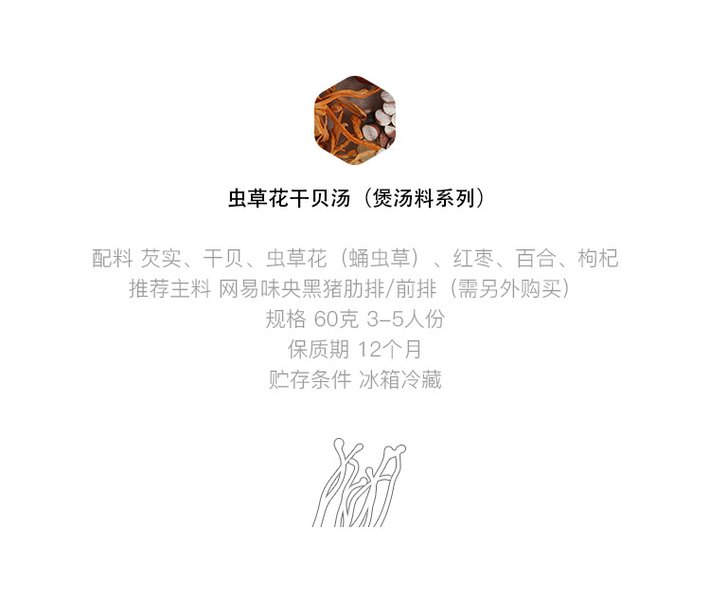 虫草花干贝汤（煲汤料系列）
配料 芡实、干贝、虫草花（蛹虫草）、红枣、百合、枸杞
推荐主料 网易味央黑猪肋排/前排（需另外购买）
规格 60克 3-5人份
保质期 12个月
贮存条件 冰箱冷藏